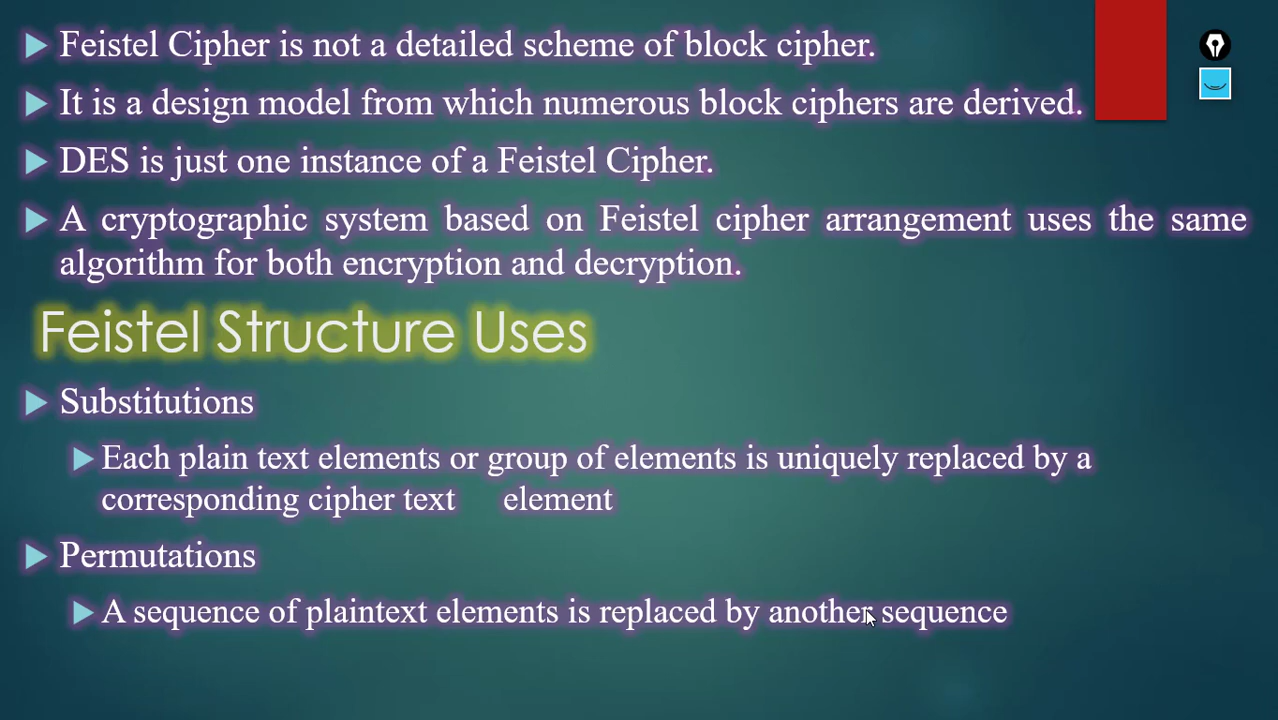 Feistel Cipher is not a detailed scheme of block cipher.
It is a design model from which numerous block ciphers are derived.
DES is just one instance of a Feistel Cipher.
A cryptographic system based on Feistel cipher arrangement uses the same
algorithm for both encryption and decryption.
Feistel Structure Uses
Substitutions
Each plain text elements or group of elements is uniquely replaced by a
corresponding cipher text element
Permutations
A sequence of plaintext elements is replaced by another sequence